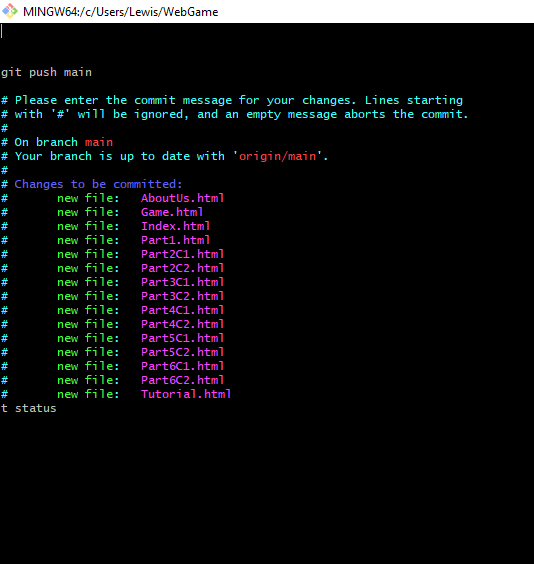 MINGW64:/c/Users/Lewis/WebGame
git push main
# Please enter the commit message for your changes. Lines starting
# with '#' will be ignored, and an empty message aborts the commit.
#
# On branch main
# Your branch is up to date with 'origin/main'.
#
# Changes to be committed:
#       new file:   AboutUs.html
#       new file:   Game.html
#       new file:   Index.html
#       new file:   Part1.html
#       new file:   Part2C1.html
#       new file:   Part2C2.html
#       new file:   Part3C1.html
#       new file:   Part3C2.html
#       new file:   Part4C1.html
#       new file:   Part4C2.html
#       new file:   Part5C1.html
#       new file:   Part5C2.html
#       new file:   Part6C1.html
#       new file:   Part6C2.html
#       new file:   Tutorial.html
t status